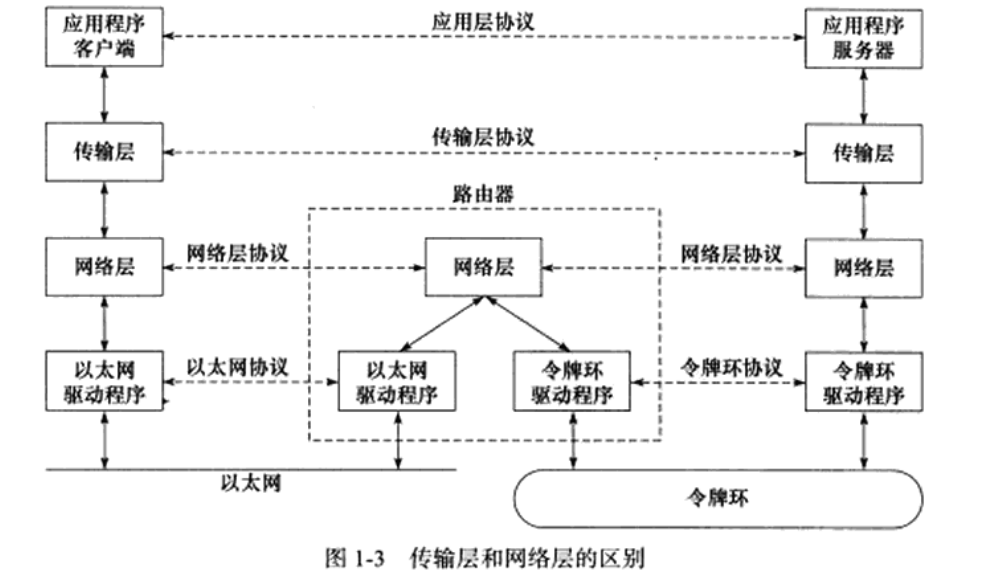 应用程序
客户端
应用层协议
应用程序
服务器
传输层
传输层协议
传输层
路由器
网络层
网络层协议
网络层
网络层协议
网络层
以太网
驱动程序
以太网协议
以太网
驱动程序
令牌环
驱动程序
令牌环协议
令牌环
驱动程序
以太网
令牌环
图 1-3 传输层和网络层的区别